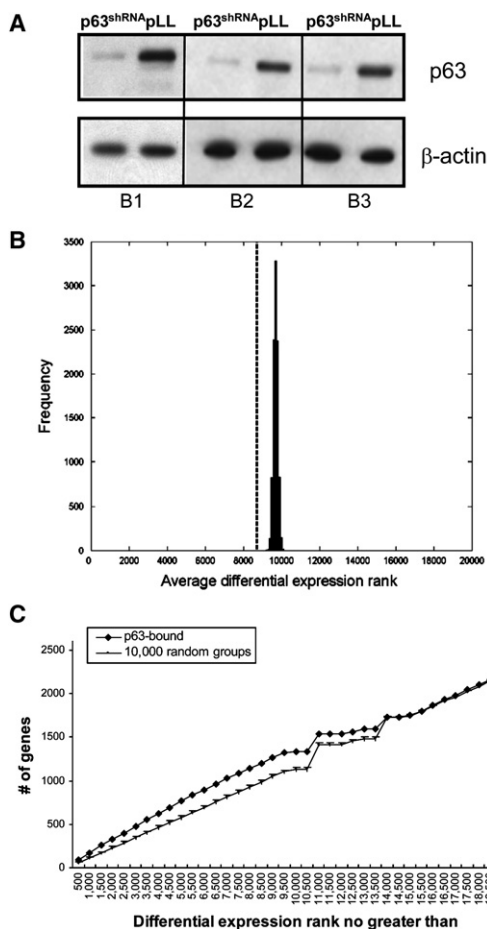 A
p63shRNA pLL p63shRNA pLL p63shRNA pLL
p63
β-actin
B1 B2 B3
B
Frequency
3500
3000
2500
2000
1500
1000
500
0
0 2000 4000 6000 8000 10000 12000 14000 16000 18000 20000
Average differential expression rank
C
p63-bound
10,000 random groups
# of genes
2500
2000
1500
1000
500
0
500 1,000 1,500 2,000 2,500 3,000 3,500 4,000 4,500 5,000 5,500 6,000 6,500 7,000 7,500 8,000 8,500 9,000 9,500 10,000 10,500 11,000 11,500 12,000 12,500 13,000 13,500 14,000 14,500 15,000 15,500 16,000 16,500 17,000 17,500 18,000
Differential expression rank no greater than